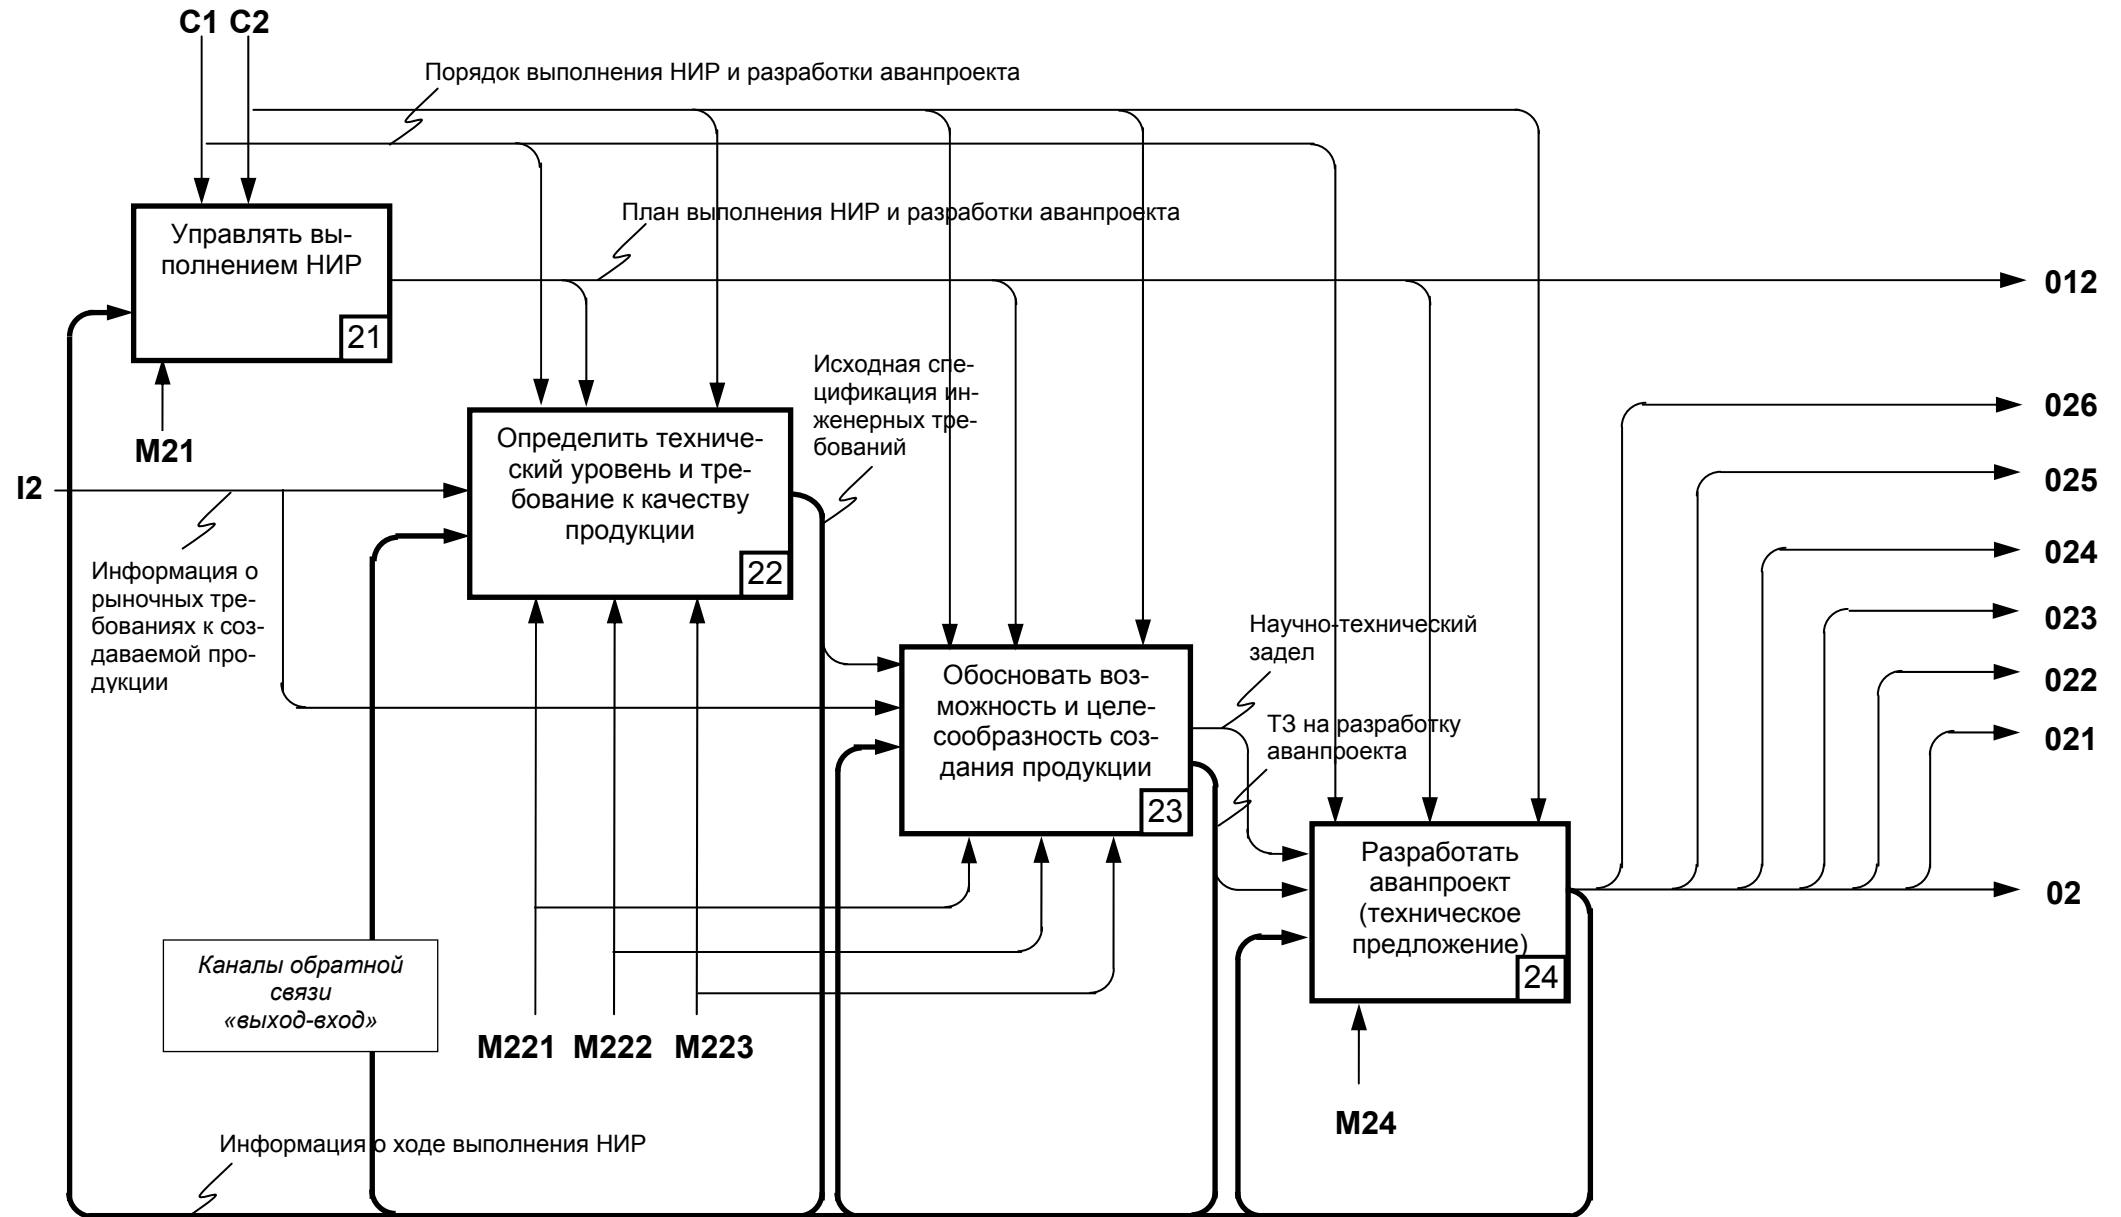 C1 C2
Порядок выполнения НИР и разработки аванпроекта
План выполнения НИР и разработки аванпроекта
Управлять вы-
полнением НИР
21
012
Исходная спе-
цификация ин-
женерных тре-
бований
026
M21
Определить техниче-
ский уровень и тре-
бование к качеству
продукции
22
I2
025
024
Информация о
рыночных тре-
бованиях к соз-
даваемой про-
дукции
023
Научно-технический
задел
022
Обосновать воз-
можность и целе-
сообразность соз-
дания продукции
23
ТЗ на разработку
аванпроекта
021
Разработать
аванпроект
(техническое
предложение)
24
02
Каналы обратной
связи
«выход-вход»
M221 M222 M223
M24
Информация о ходе выполнения НИР